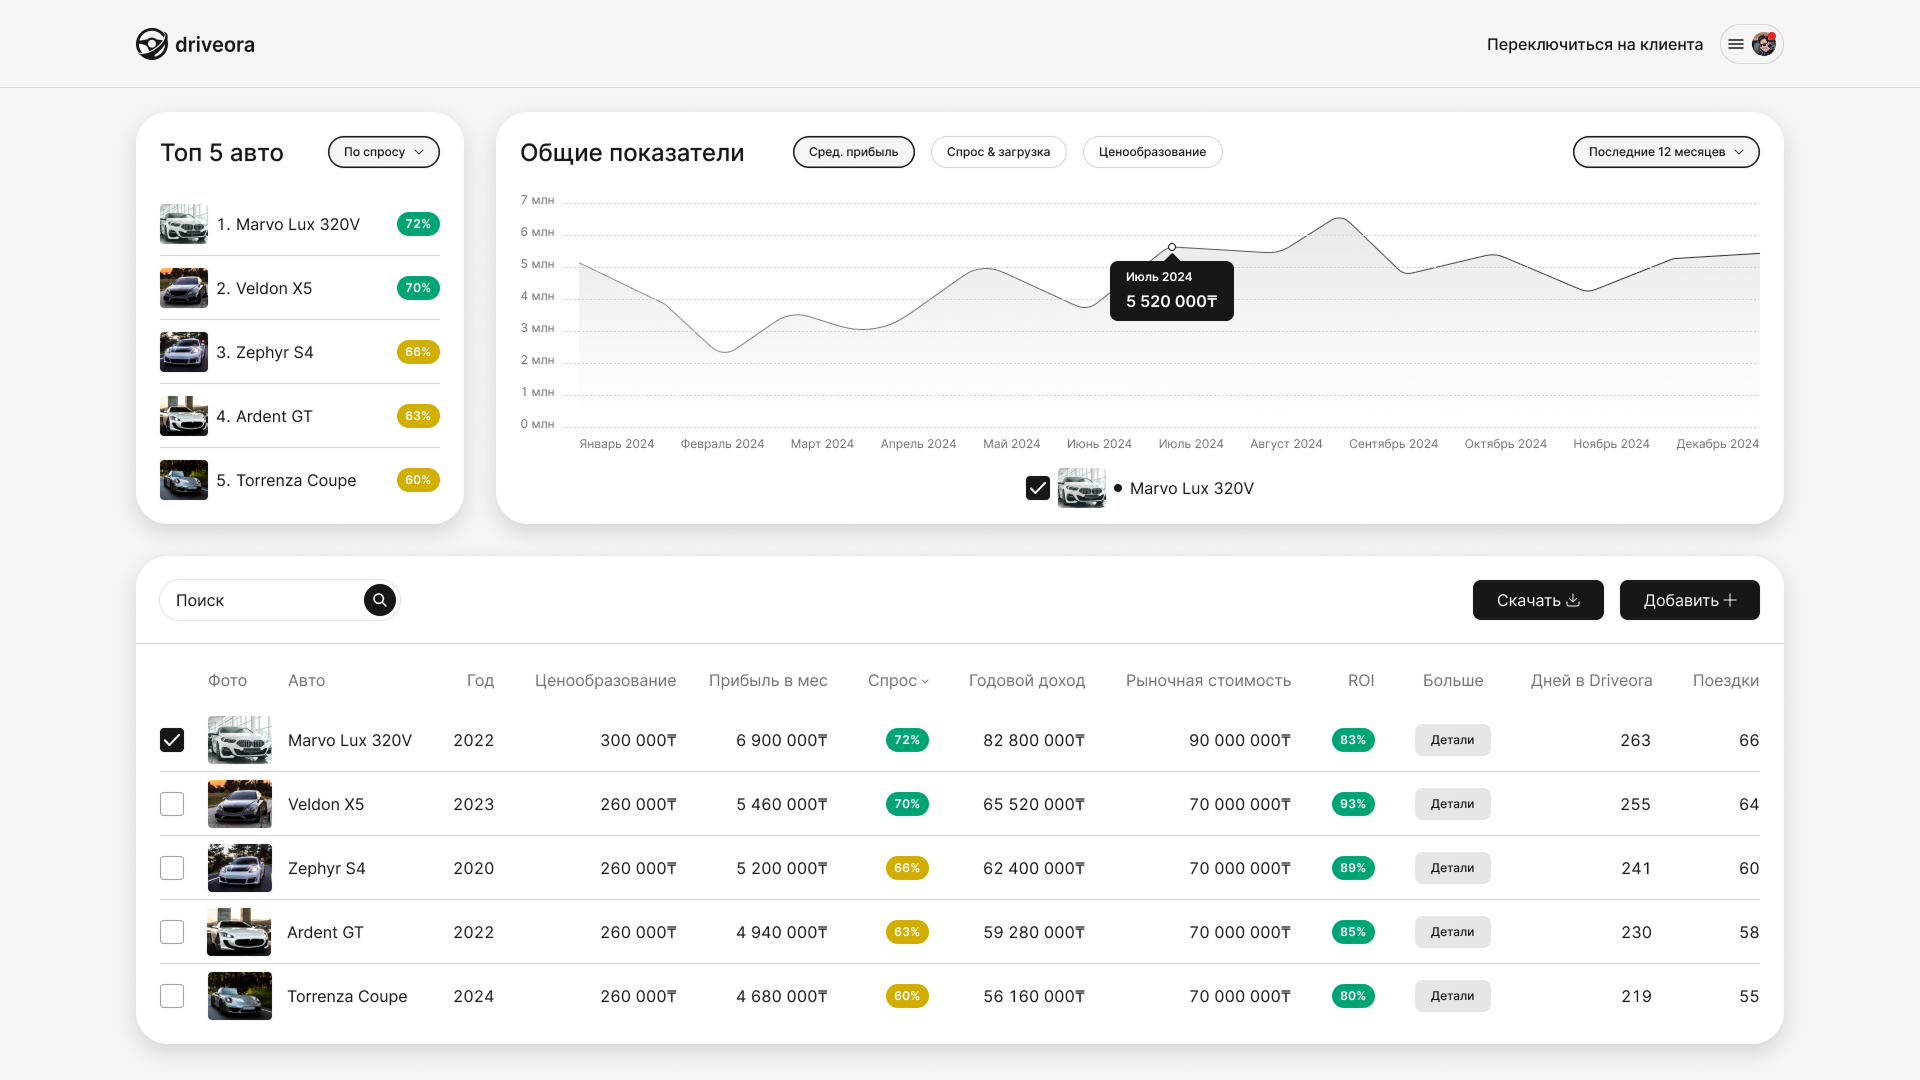 driveora
Переключиться на клиента
Топ 5 авто
По спросу
1. Marvo Lux 320V 72%
2. Veldon X5 70%
3. Zephyr S4 66%
4. Ardent GT 63%
5. Torrenza Coupe 60%
Общие показатели
Сред. прибыль
Спрос & загрузка
Ценообразование
Последние 12 месяцев
7 млн
6 млн
5 млн
4 млн
3 млн
2 млн
1 млн
0 млн
Июль 2024
5 520 000₸
Январь 2024 Февраль 2024 Март 2024 Апрель 2024 Май 2024 Июнь 2024 Июль 2024 Август 2024 Сентябрь 2024 Октябрь 2024 Ноябрь 2024 Декабрь 2024
Marvo Lux 320V
Поиск
Скачать
Добавить
Фото Авто Год Ценообразование Прибыль в мес Спрос Годовой доход Рыночная стоимость ROI Больше Дней в Driveora Поездки
Marvo Lux 320V 2022 300 000₸ 6 900 000₸ 72% 82 800 000₸ 90 000 000₸ 83% Детали 263 66
Veldon X5 2023 260 000₸ 5 460 000₸ 70% 65 520 000₸ 70 000 000₸ 93% Детали 255 64
Zephyr S4 2020 260 000₸ 5 200 000₸ 66% 62 400 000₸ 70 000 000₸ 89% Детали 241 60
Ardent GT 2022 260 000₸ 4 940 000₸ 63% 59 280 000₸ 70 000 000₸ 85% Детали 230 58
Torrenza Coupe 2024 260 000₸ 4 680 000₸ 60% 56 160 000₸ 70 000 000₸ 80% Детали 219 55